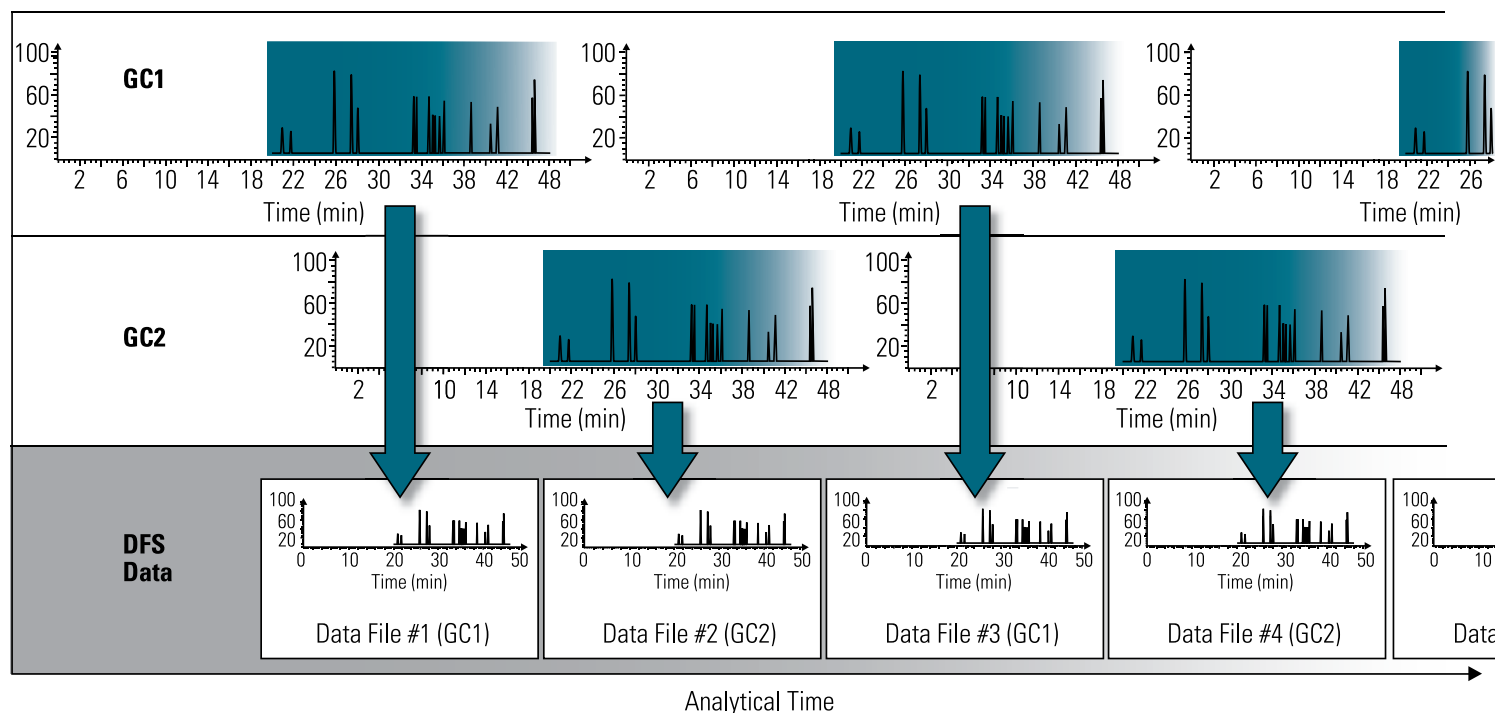 100 100 100
GC1
60 60 60
20 20 20
2 6 10 14 18 22 26 30 34 38 42 48 2 6 10 14 18 22 26 30 34 38 42 48 2 6 10 14 18 22 26
Time (min) Time (min) Time (min)
100 100
60 60
GC2
20 20
2 10 14 18 22 26 30 34 38 42 48 2 10 14 18 22 26 30 34 38 42 48
Time (min) Time (min)
DFS
Data
100
60
20
0 10 20 30 40 50
Time (min)
Data File #1 (GC1)
100
60
20
0 10 20 30 40 50
Time (min)
Data File #2 (GC2)
100
60
20
0 10 20 30 40 50
Time (min)
Data File #3 (GC1)
100
60
20
0 10 20 30 40 50
Time (min)
Data File #4 (GC2)
100
60
20
0 10
Data
Analytical Time